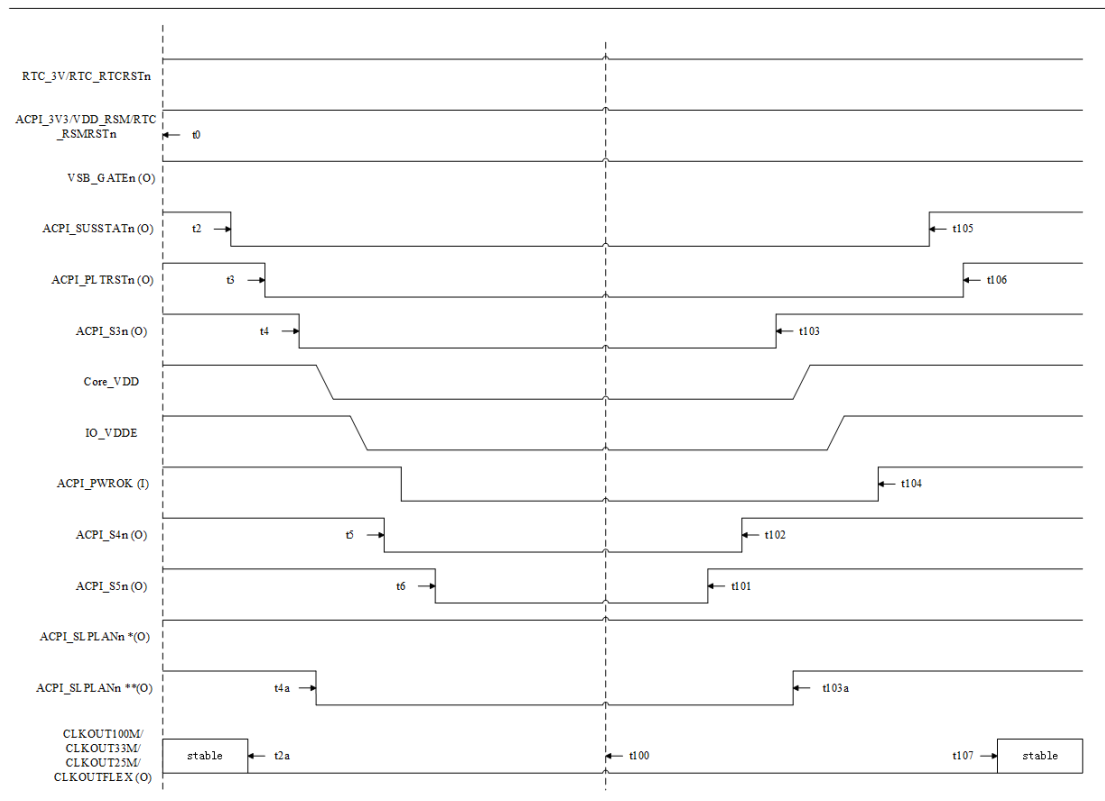 RTC_3V/RTC_RTCRSTn
ACPI_3V3/VDD_RSM/RTC
_RSMRSTn
t0
VSB_GATEn (O)
ACPI_SUSSTATn (O)
t2
t105
ACPI_PLTRSTn (O)
t3
t106
ACPI_S3n (O)
t4
t103
Core_VDD
IO_VDDE
ACPI_PWROK (I)
t104
ACPI_S4n (O)
t5
t102
ACPI_S5n (O)
t6
t101
ACPI_SLPLANn *(O)
ACPI_SLPLANn **(O)
t4a
t103a
CLKOUT100M/
CLKOUT33M/
CLKOUT25M/
CLKOUTFLEX (O)
stable
t2a
t100
t107
stable